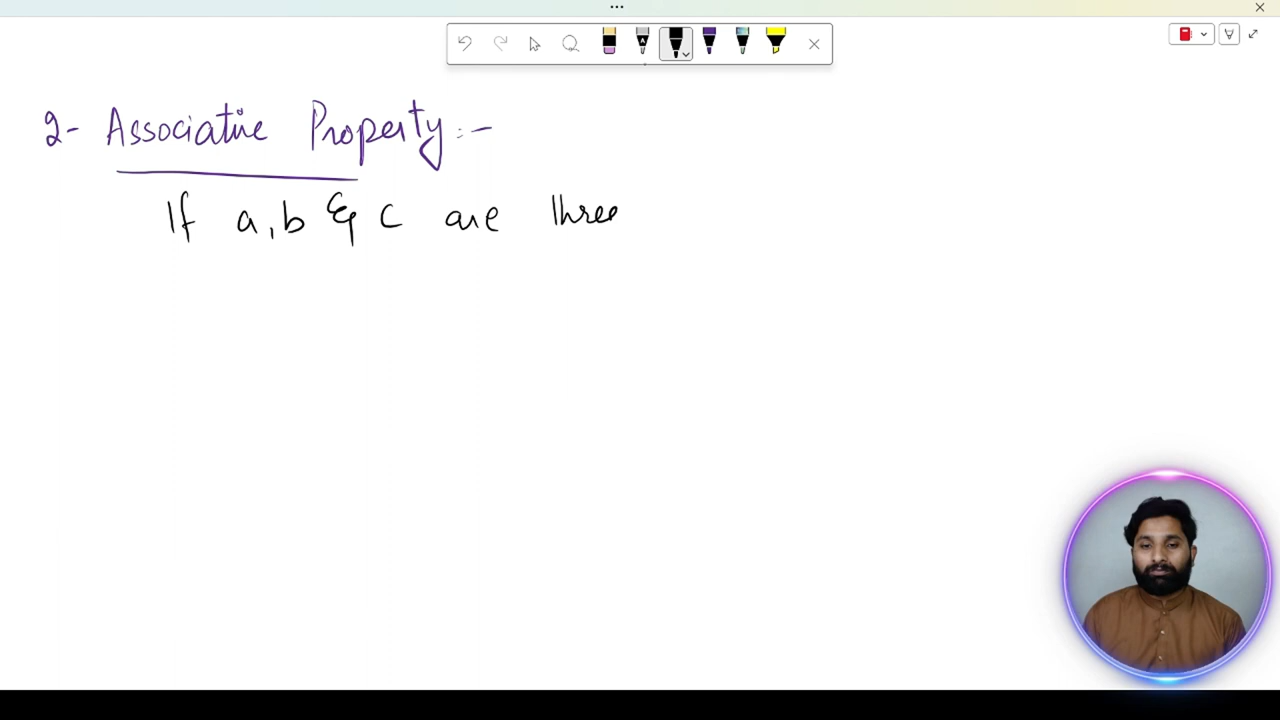 2- Associative Property :-
If a, b & c are three